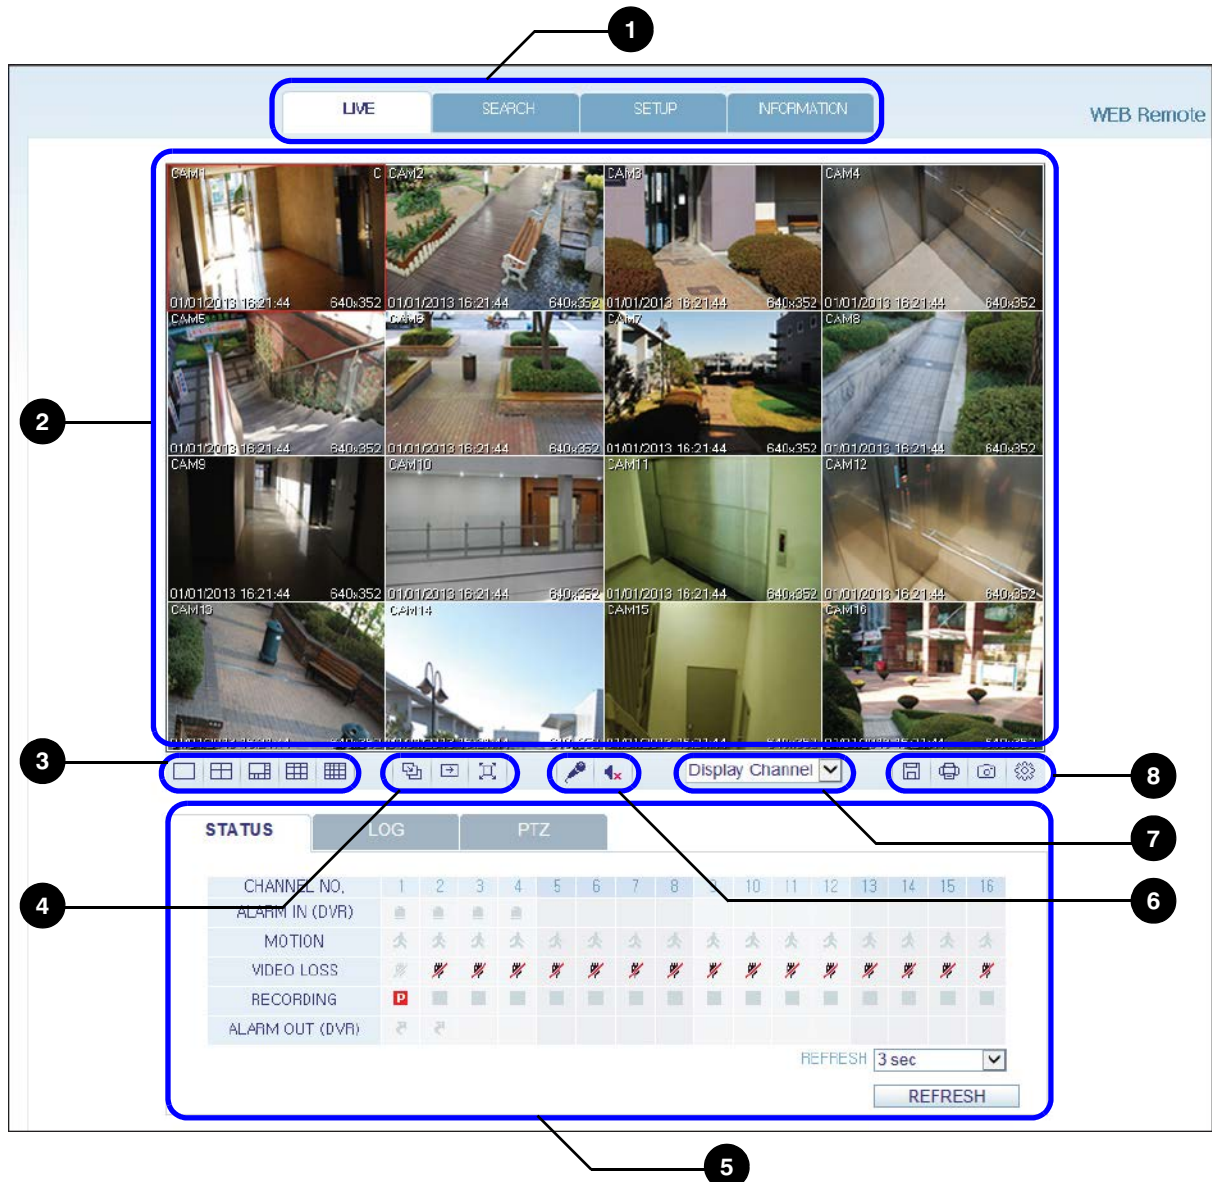 1
LIVE SEARCH SETUP INFORMATION
WEB Remote
CAM1 C CAM2 CAM3 CAM4
01/01/2013 16:21:44 640x352 01/01/2013 16:21:44 640x352 01/01/2013 16:21:44 640x352 01/01/2013 16:21:44 640x352
CAM5 CAM6 CAM7 CAM8
2
01/01/2013 16:21:44 640x352 01/01/2013 16:21:44 640x352 01/01/2013 16:21:44 640x352 01/01/2013 16:21:44 640x352
CAM9 CAM10 CAM11 CAM12
01/01/2013 16:21:44 640x352 01/01/2013 16:21:44 640x352 01/01/2013 16:21:44 640x352 01/01/2013 16:21:44 640x352
CAM13 CAM14 CAM15 CAM16
3
Display Channel
8
STATUS LOG PTZ
7
CHANNEL NO. 1 2 3 4 5 6 7 8 9 10 11 12 13 14 15 16
4
6
ALARM IN (DVR)
MOTION
VIDEO LOSS
RECORDING P
ALARM OUT (DVR)
REFRESH 3 sec
REFRESH
5